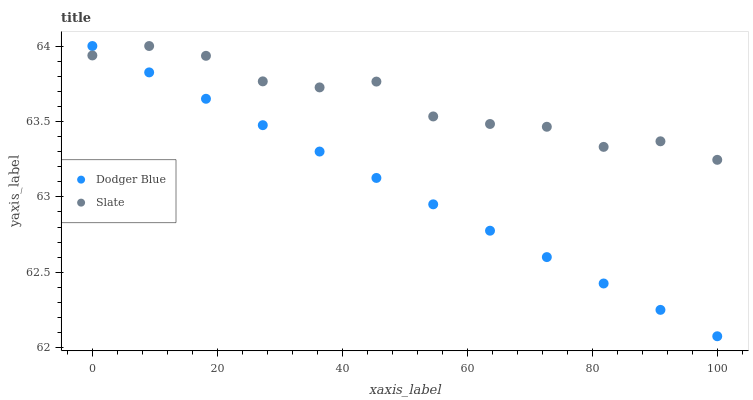 title
yaxis_label
64
63.5
63
62.5
62
Dodger Blue
Slate
0 20 40 60 80 100
xaxis_label